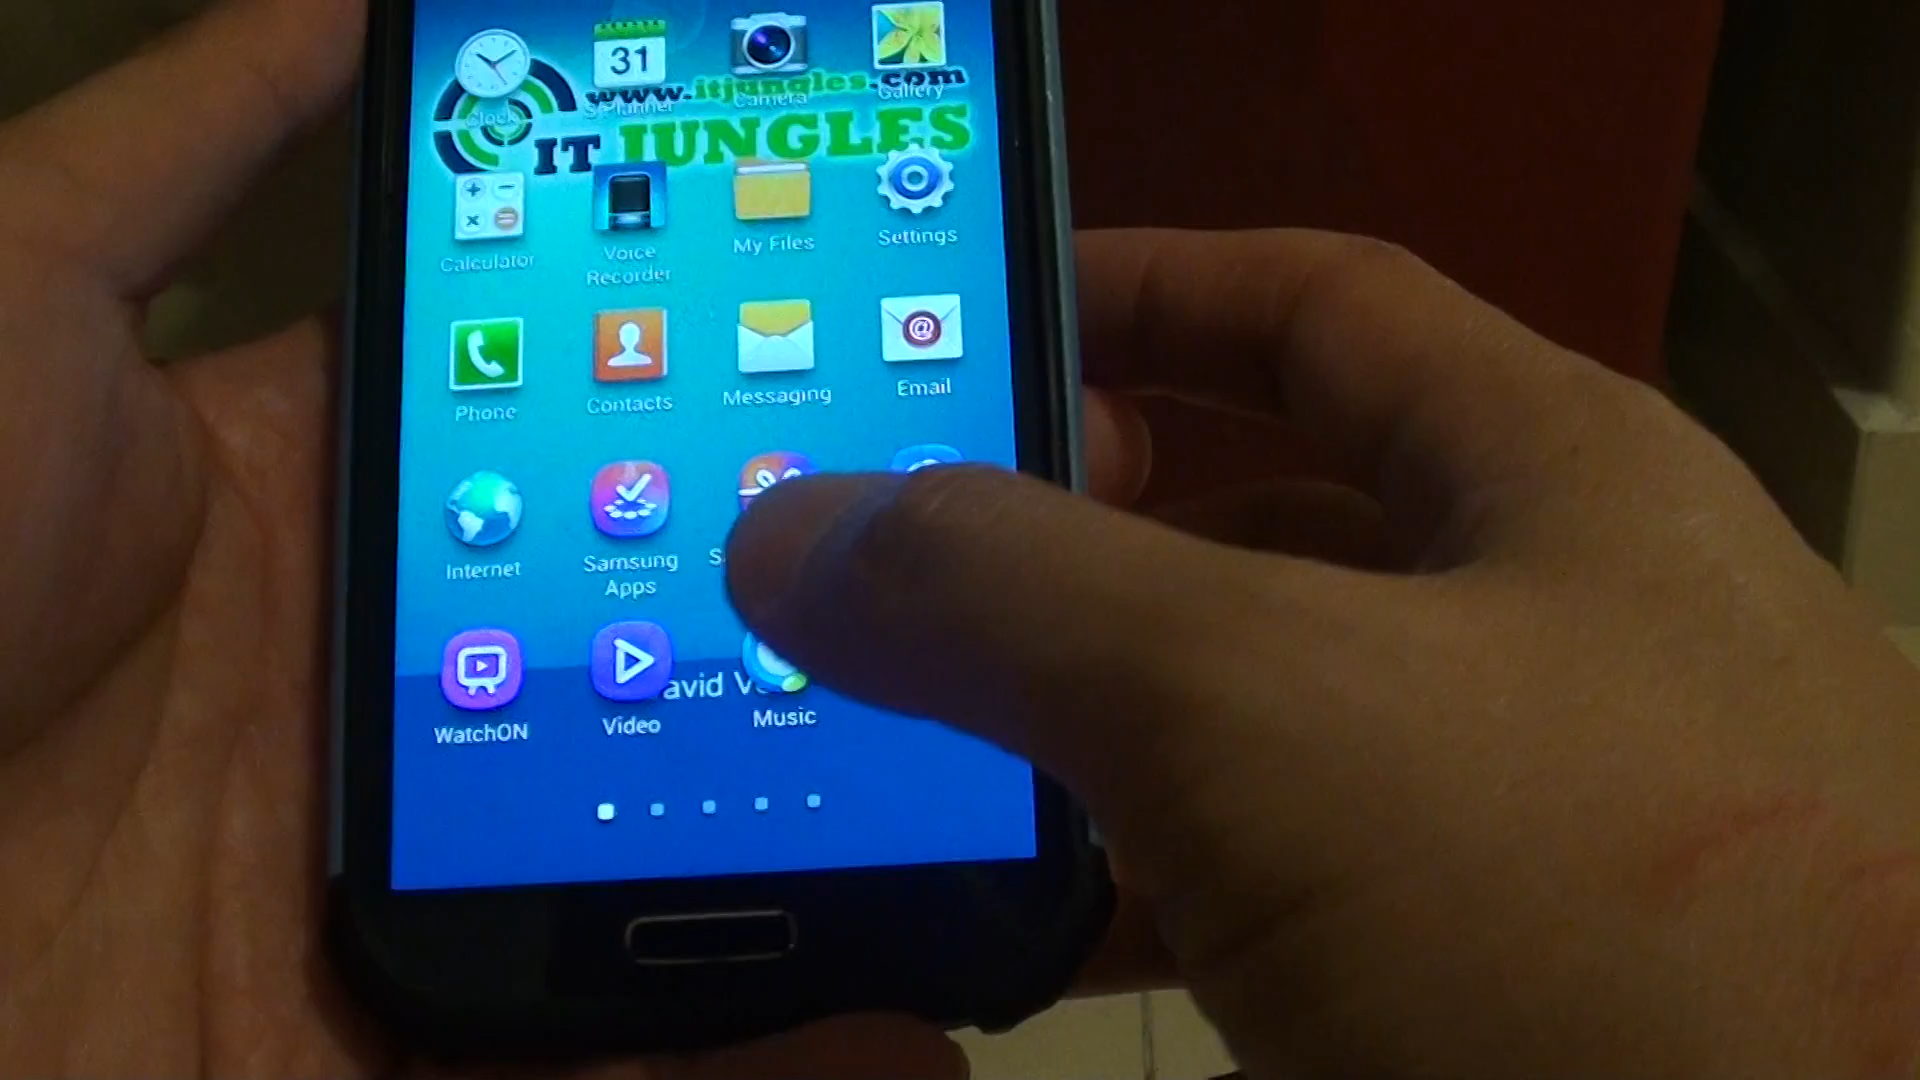 31
www.itjungles.com
Clock
S Planner
Camera
Gallery
IT JUNGLES
Calculator
Voice
Recorder
My Files
Settings
Phone
Contacts
Messaging
Email
Internet
Samsung
Apps
WatchON
Video
Music